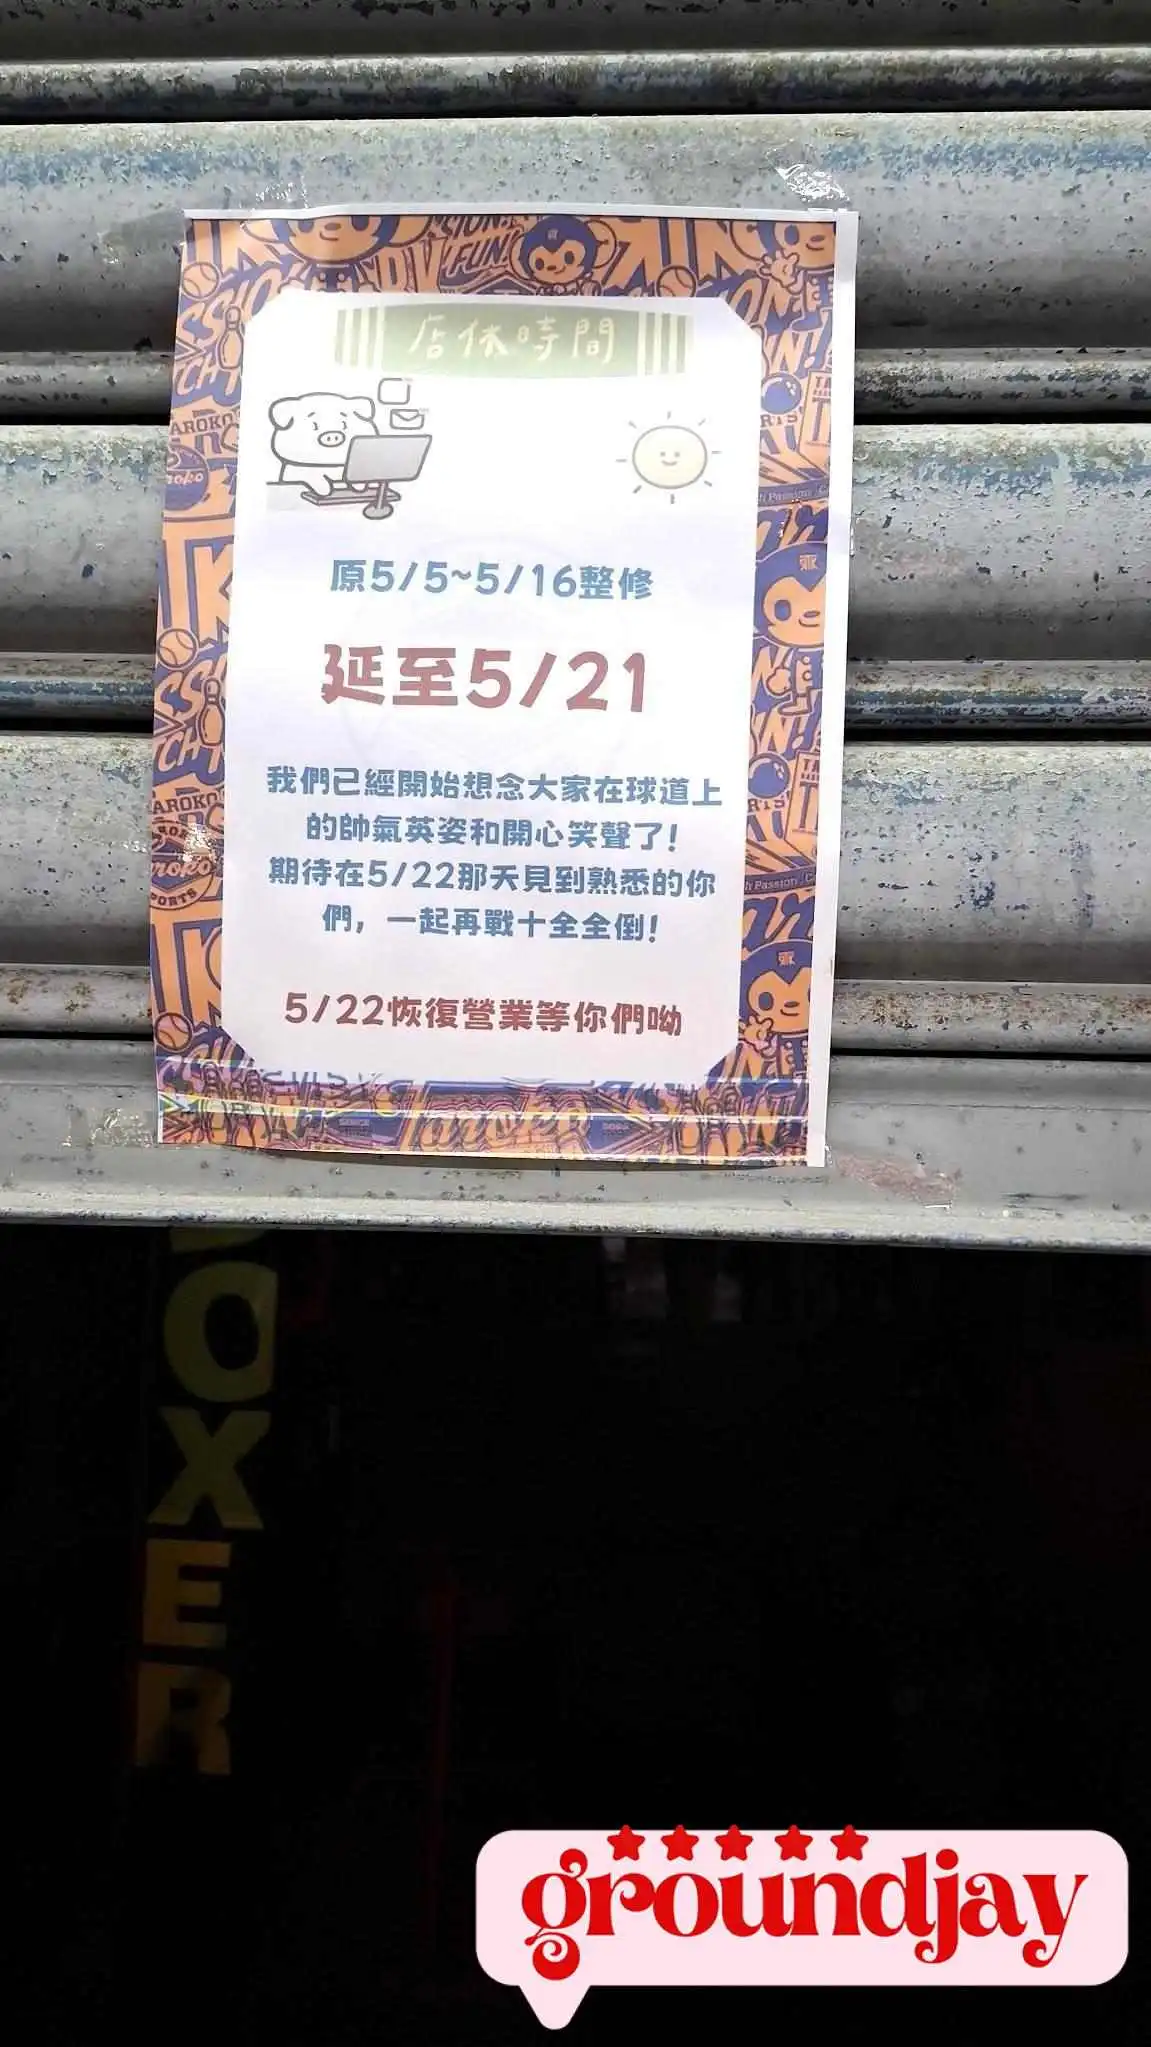 店休時間
原5/5~5/16整修
延至5/21
我們已經開始想念大家在球道上
的帥氣英姿和開心笑聲了!
期待在5/22那天見到熟悉的你
們，一起再戰十全全倒!
5/22恢復營業等你們呦
OXER
groundjay